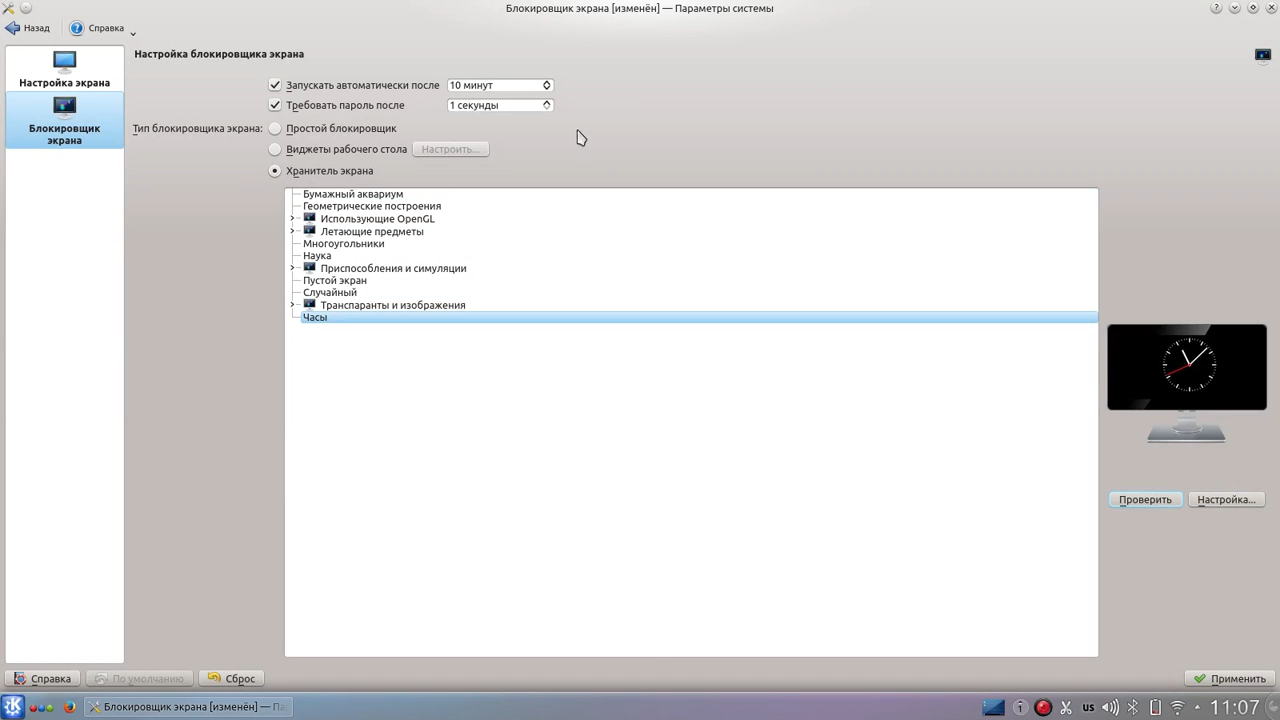 Блокировщик экрана [изменён] — Параметры системы
Назад
Справка
Настройка экрана
Блокировщик
экрана
Настройка блокировщика экрана
Запускать автоматически после 10 минут
Требовать пароль после 1 секунды
Тип блокировщика экрана: Простой блокировщик
Виджеты рабочего стола Настроить...
Хранитель экрана
Бумажный аквариум
Геометрические построения
Использующие OpenGL
Летающие предметы
Многоугольники
Наука
Приспособления и симуляции
Пустой экран
Случайный
Транспаранты и изображения
Часы
Проверить Настройка...
Справка По умолчанию Сброс Применить
Блокировщик экрана [изменён] — Па
us 11:07